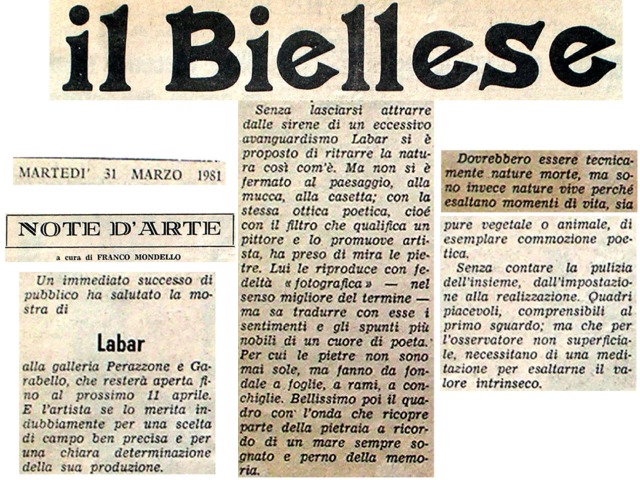 il Biellese
MARTEDI' 31 MARZO 1981
NOTE D'ARTE
a cura di FRANCO MONDELLO
Un immediato successo di
pubblico ha salutato la mo-
stra di
Labar
alla galleria Perazzone e Ga-
rabello, che resterà aperta fi-
no al prossimo 11 aprile.
E l'artista se lo merita in-
dubbiamente per una scelta
di campo ben precisa e per
una chiara determinazione
della sua produzione.
Senza lasciarsi attrarre
dalle sirene di un eccessivo
avanguardismo Labar si è
proposto di ritrarre la natu-
ra così com'è. Ma non si è
fermato al paesaggio, alla
mucca, alla casetta; con la
stessa ottica poetica, cioé
con il filtro che qualifica un
pittore e lo promuove arti-
sta, ha preso di mira le pie-
tre. Lui le riproduce con fe-
deltà « fotografica » — nel
senso migliore del termine —
ma sa tradurre con esse i
sentimenti e gli spunti più
nobili di un cuore di poeta.
Per cui le pietre non sono
mai sole, ma fanno da fon-
dale a foglie, a rami, a con-
chiglie. Bellissimo poi il qua-
dro con l'onda che ricopre
parte della pietraia a ricor-
do di un mare sempre so-
gnato e perno della memo-
ria.
Dovrebbero essere tecnica-
mente nature morte, ma so-
no invece nature vive perché
esaltano momenti di vita, sia
pure vegetale o animale, di
esemplare commozione poe-
tica.
Senza contare la pulizia
dell'insieme, dall'impostazio-
ne alla realizzazione. Quadri
piacevoli, comprensibili al
primo sguardo; ma che per
l'osservatore non superficia-
le, necessitano di una medi-
tazione per esaltarne il va-
lore intrinseco.